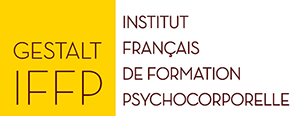 GESTALT
IFFP
INSTITUT
FRANÇAIS
DE FORMATION
PSYCHOCORPORELLE